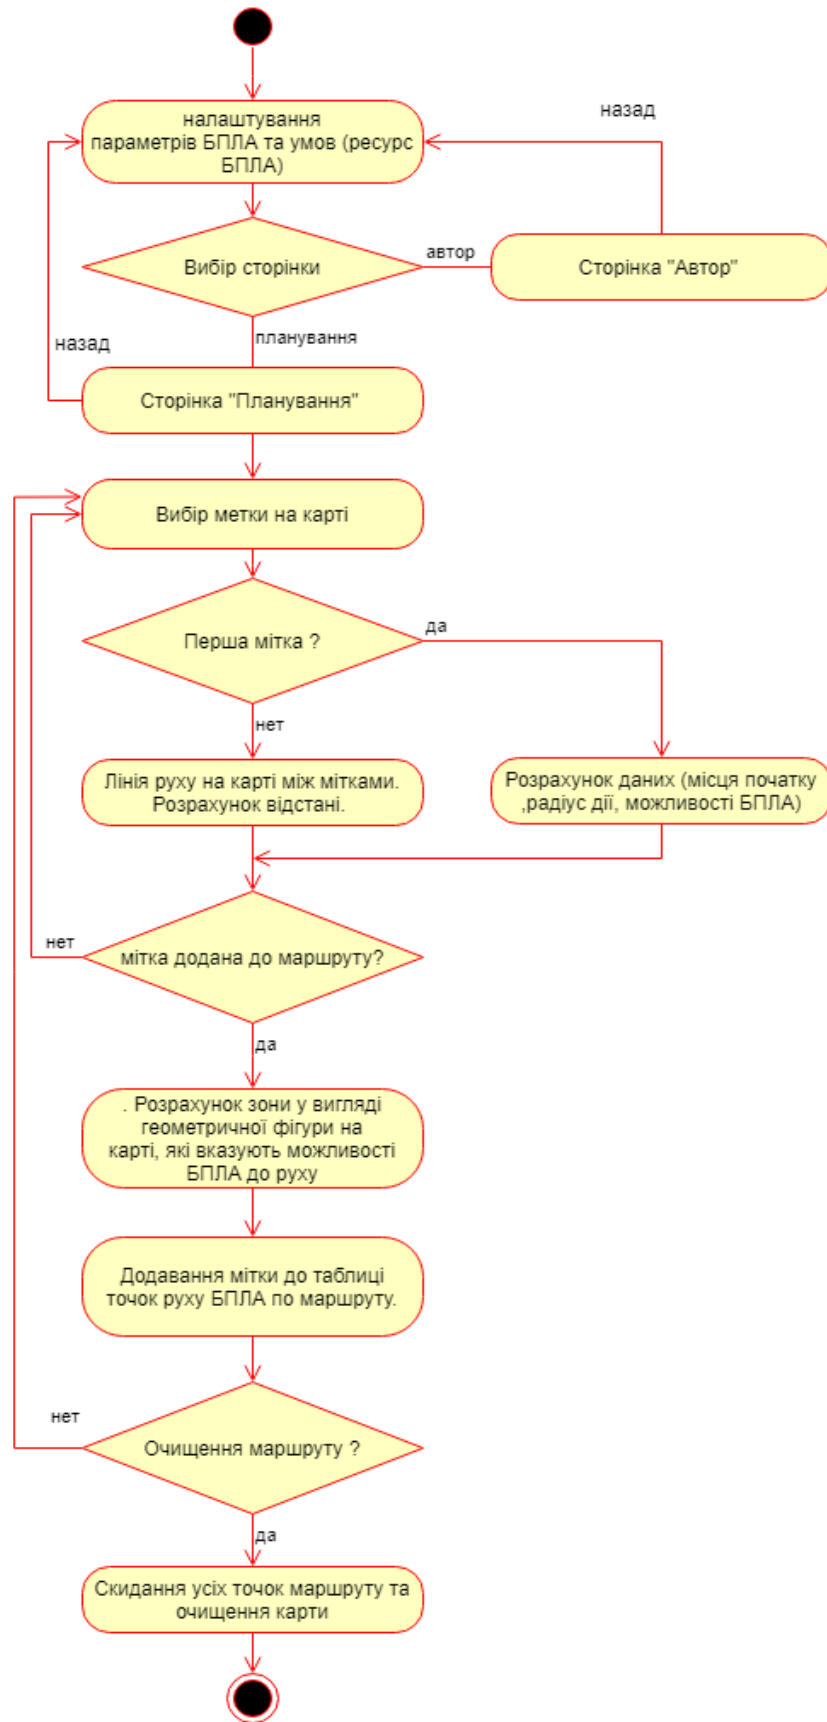 налаштування
параметрів БПЛА та умов (ресурс
БПЛА)
назад
Вибір сторінки
автор
Сторінка "Автор"
планування
назад
Сторінка "Планування"
Вибір метки на карті
Перша мітка ?
да
нет
Лінія руху на карті між мітками.
Розрахунок відстані.
Розрахунок даних (місця початку
,радіус дії, можливості БПЛА)
нет
мітка додана до маршруту?
да
. Розрахунок зони у вигляді
геометричної фігури на
карті, які вказують можливості
БПЛА до руху
Додавання мітки до таблиці
точок руху БПЛА по маршруту.
нет
Очищення маршруту ?
да
Скидання усіх точок маршруту та
очищення карти